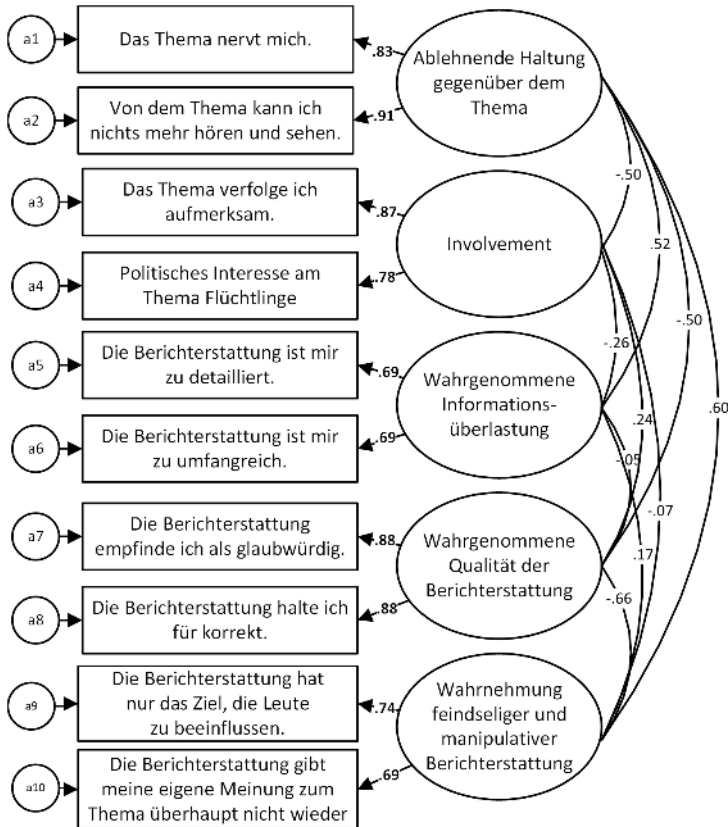 a1
Das Thema nervt mich.
.83
Ablehnende Haltung
gegenüber dem
Thema
a2
Von dem Thema kann ich
nichts mehr hören und sehen.
.91
-.50
a3
Das Thema verfolge ich
aufmerksam.
.87
Involvement
.52
a4
Politisches Interesse am
Thema Flüchtlinge
.78
-.50
-.26
a5
Die Berichterstattung ist mir
zu detailliert.
.69
Wahrgenommene
Informations-
überlastung
.60
.24
a6
Die Berichterstattung ist mir
zu umfangreich.
.69
-.05
-.07
a7
Die Berichterstattung
empfinde ich als glaubwürdig.
.88
Wahrgenommene
Qualität der
Berichterstattung
.17
-.66
a8
Die Berichterstattung halte ich
für korrekt.
.88
a9
Die Berichterstattung hat
nur das Ziel, die Leute
zu beeinflussen.
.74
Wahrnehmung
feindseliger und
manipulativer
Berichterstattung
a10
Die Berichterstattung gibt
meine eigene Meinung zum
Thema überhaupt nicht wieder
.69